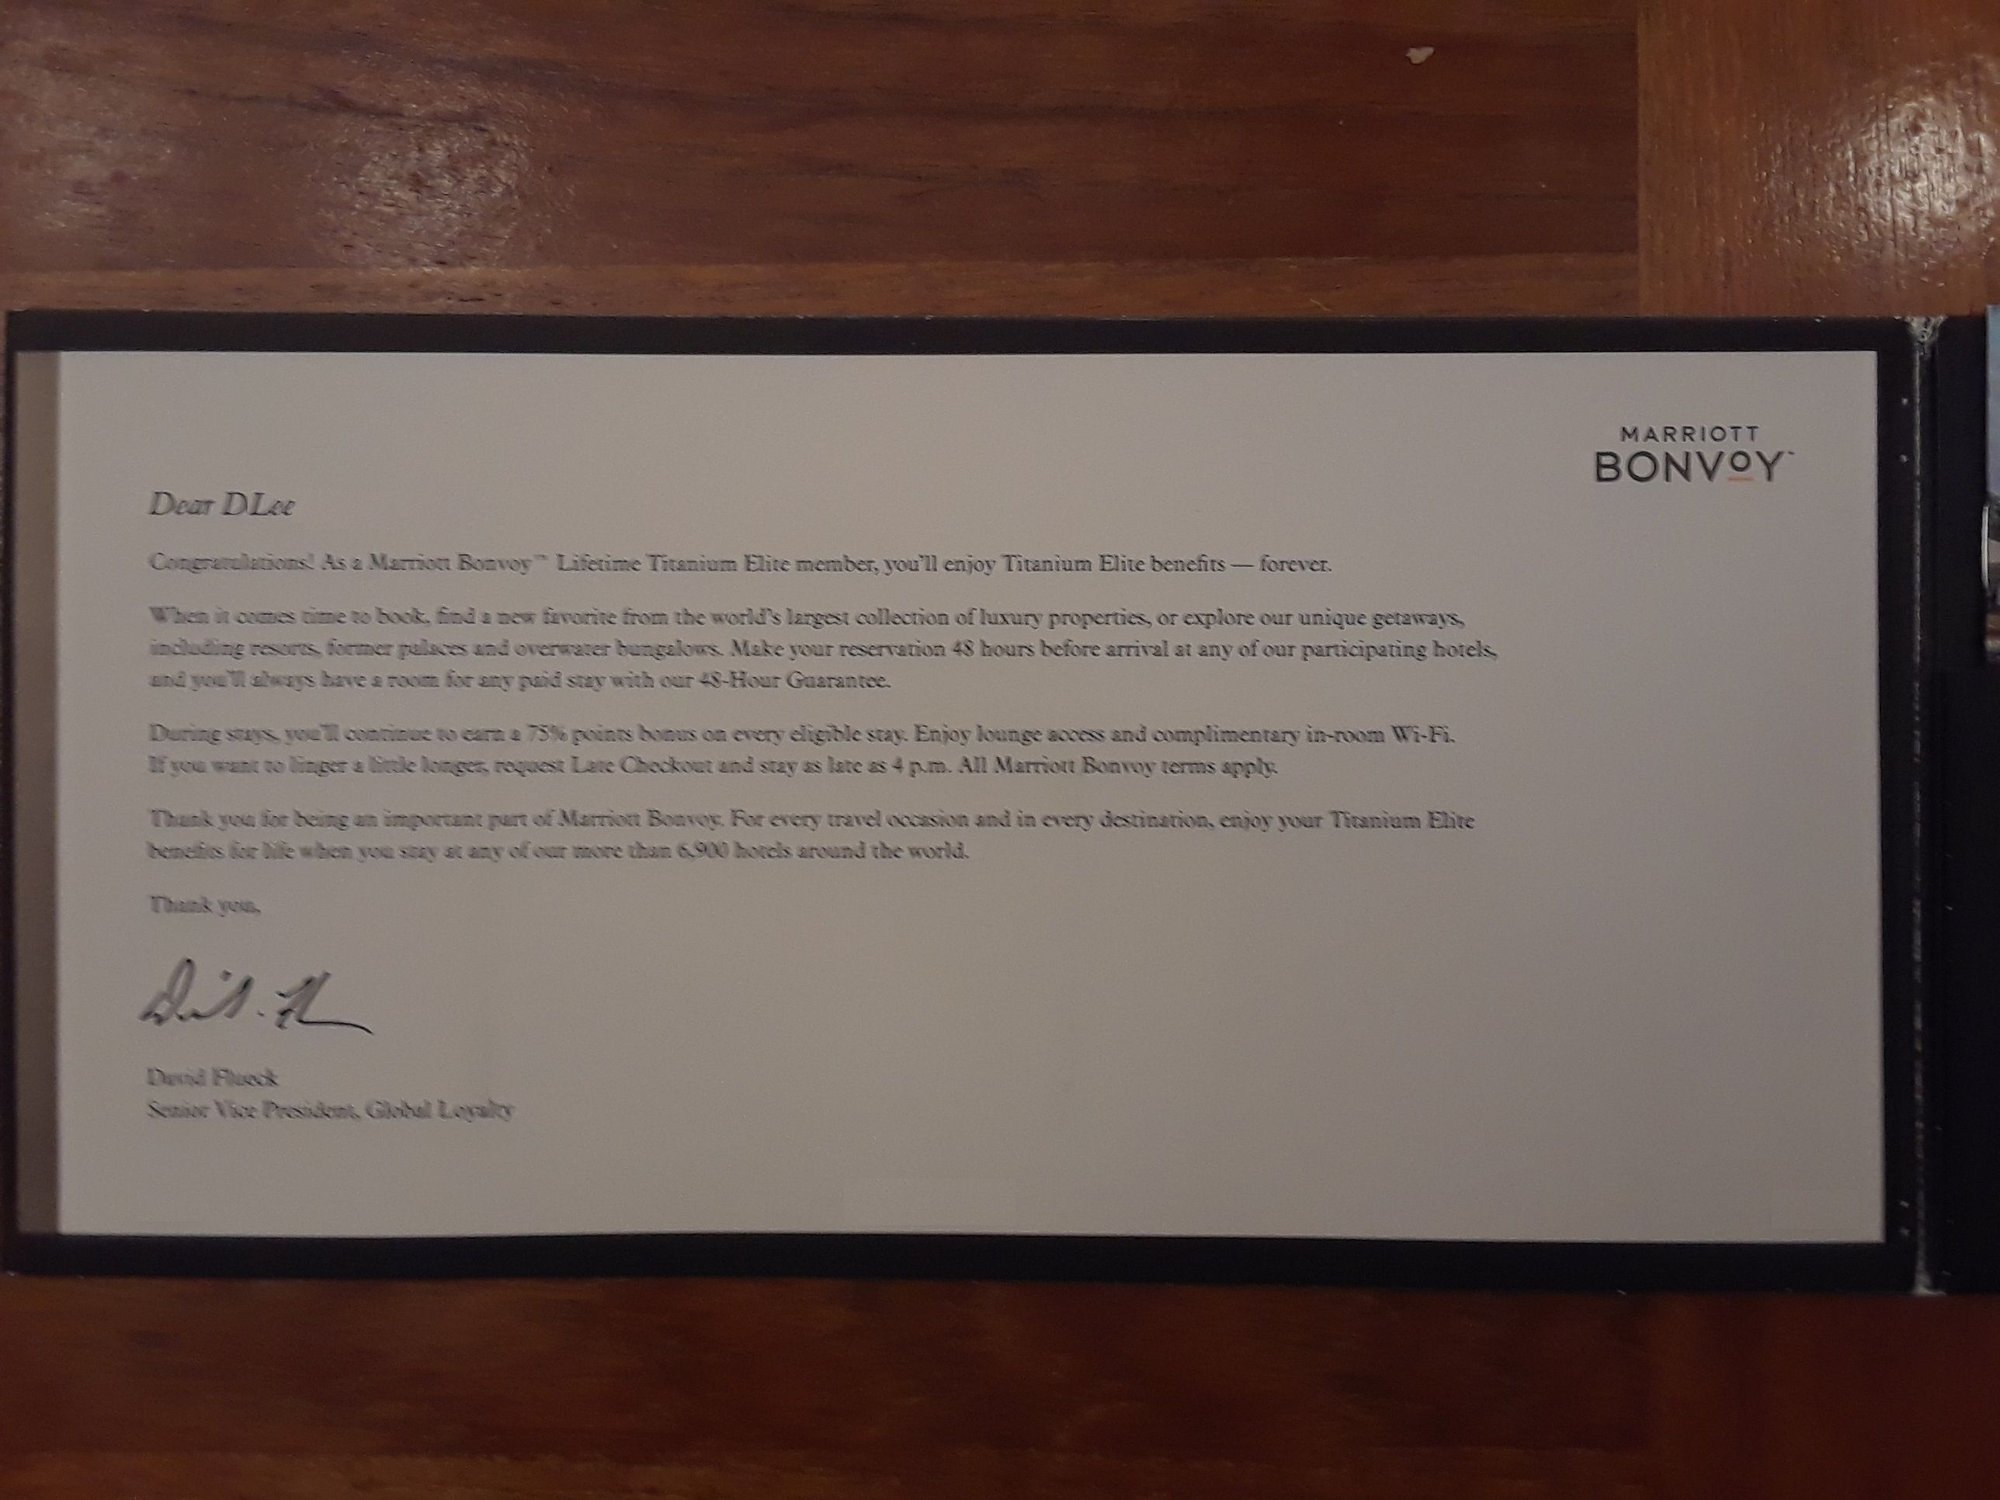 MARRIOTT
BONVOY™
Dear DLee
Congratulations! As a Marriott Bonvoy™ Lifetime Titanium Elite member, you'll enjoy Titanium Elite benefits — forever.
When it comes time to book, find a new favorite from the world's largest collection of luxury properties, or explore our unique getaways,
including resorts, former palaces and overwater bungalows. Make your reservation 48 hours before arrival at any of our participating hotels,
and you'll always have a room for any paid stay with our 48-Hour Guarantee.
During stays, you'll continue to earn a 75% points bonus on every eligible stay. Enjoy lounge access and complimentary in-room Wi-Fi.
If you want to linger a little longer, request Late Checkout and stay as late as 4 p.m. All Marriott Bonvoy terms apply.
Thank you for being an important part of Marriott Bonvoy. For every travel occasion and in every destination, enjoy your Titanium Elite
benefits for life when you stay at any of our more than 6,900 hotels around the world.
Thank you,
David Flueck
Senior Vice President, Global Loyalty